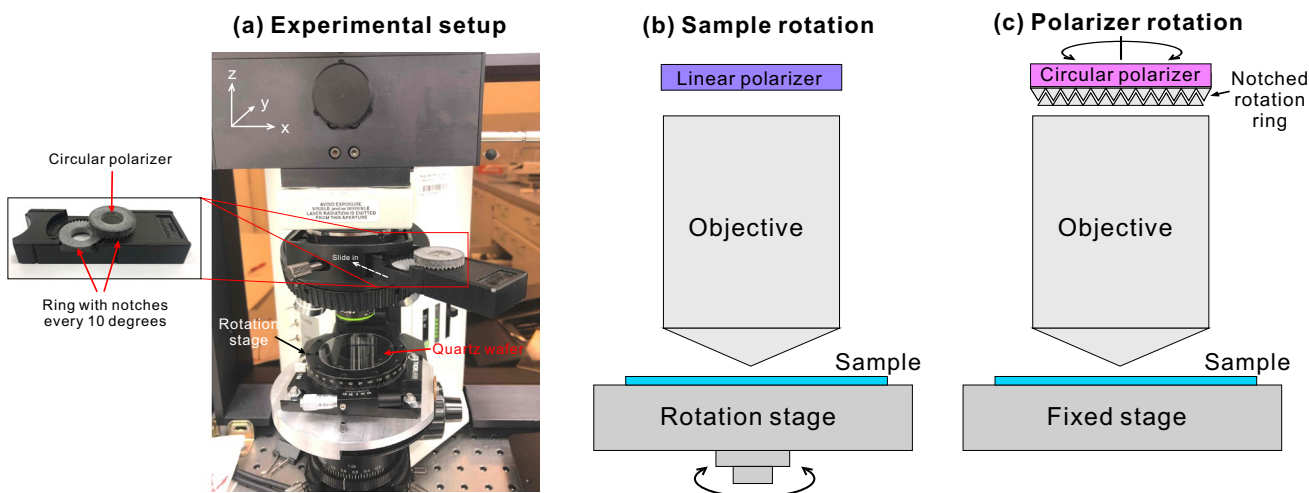 (a) Experimental setup
z
y
x
Circular polarizer
AVOID EXPOSURE
VISIBLE and/or INVISIBLE
LASER RADIATION IS EMITTED
FROM THIS APERTURE
Slide in
Ring with notches
every 10 degrees
Rotation
stage
Quartz wafer
(b) Sample rotation
Linear polarizer
Objective
Sample
Rotation stage
(c) Polarizer rotation
Circular polarizer
Notched
rotation
ring
Objective
Sample
Fixed stage